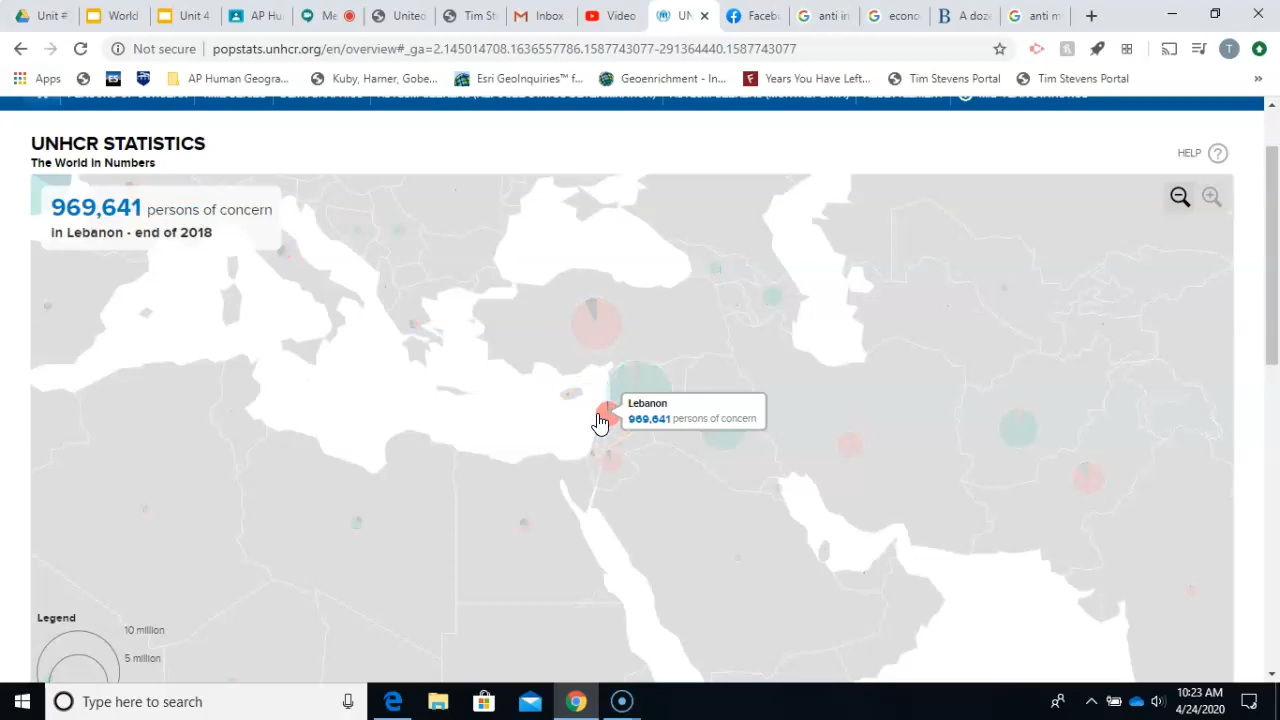 Unit #
World
Unit 4
AP Hu
Me
United
Tim St
Inbox
Video
UN
Faceb
anti iri
econo
A doz
anti m
Not secure
popstats.unhcr.org/en/overview#_ga=2.145014708.1636557786.1587743077-291364440.1587743077
T
Apps
AP Human Geogra...
Kuby, Harner, Gobe...
Esri GeoInquiries™ f...
Geoenrichment - In...
Years You Have Left...
Tim Stevens Portal
Tim Stevens Portal
»
UNHCR STATISTICS
The World in Numbers
HELP ?
969,641 persons of concern
in Lebanon - end of 2018
Lebanon
969,641 persons of concern
Legend
10 million
5 million
Type here to search
10:23 AM
4/24/2020